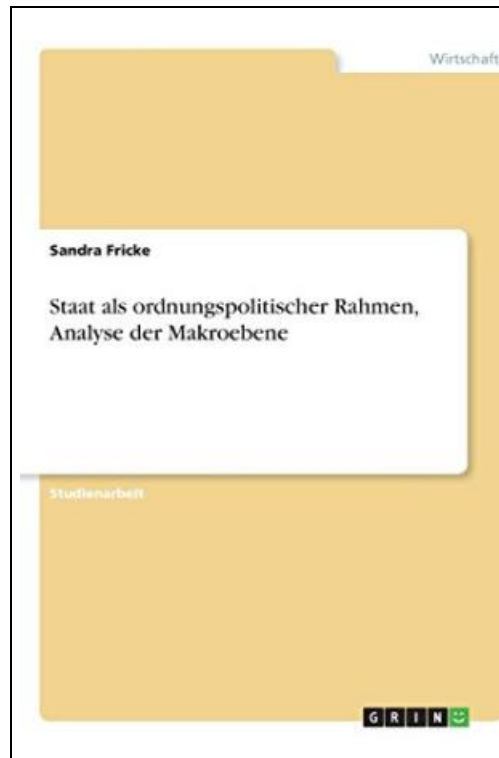 Wirtschaft
Sandra Fricke
Staat als ordnungspolitischer Rahmen,
Analyse der Makroebene
Studienarbeit
GRIN